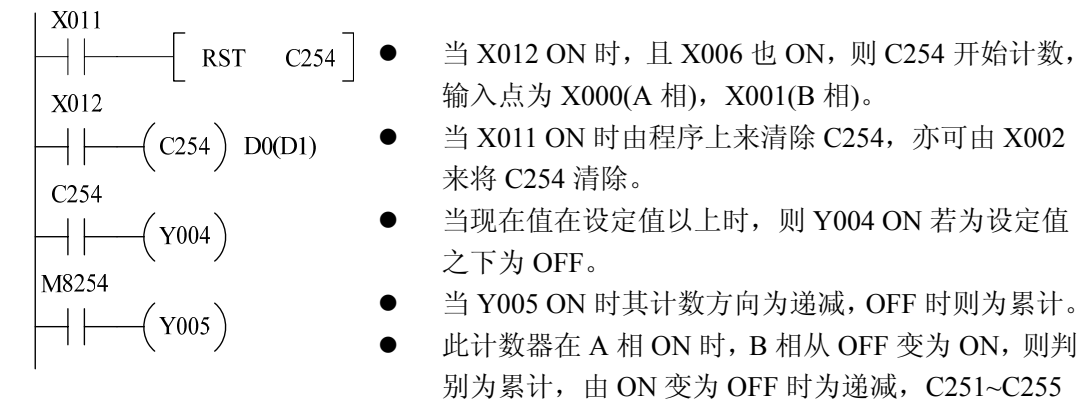 X011
RST C254
X012
C254 D0(D1)
C254
Y004
M8254
Y005
● 当 X012 ON 时，且 X006 也 ON，则 C254 开始计数，
输入点为 X000(A 相)，X001(B 相)。
● 当 X011 ON 时由程序上来清除 C254，亦可由 X002
来将 C254 清除。
● 当现在值在设定值以上时，则 Y004 ON 若为设定值
之下为 OFF。
● 当 Y005 ON 时其计数方向为递减，OFF 时则为累计。
● 此计数器在 A 相 ON 时，B 相从 OFF 变为 ON，则判
别为累计，由 ON 变为 OFF 时为递减，C251~C255